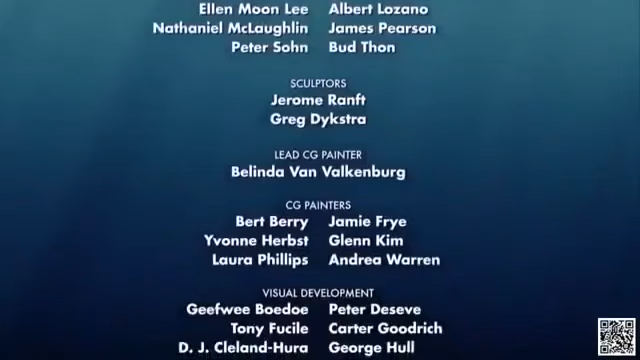 Ellen Moon Lee Albert Lozano
Nathaniel McLaughlin James Pearson
Peter Sohn Bud Thon
SCULPTORS
Jerome Ranft
Greg Dykstra
LEAD CG PAINTER
Belinda Van Valkenburg
CG PAINTERS
Bert Berry Jamie Frye
Yvonne Herbst Glenn Kim
Laura Phillips Andrea Warren
VISUAL DEVELOPMENT
Geefwee Boedoe Peter Deseve
Tony Fucile Carter Goodrich
D. J. Cleland-Hura George Hull